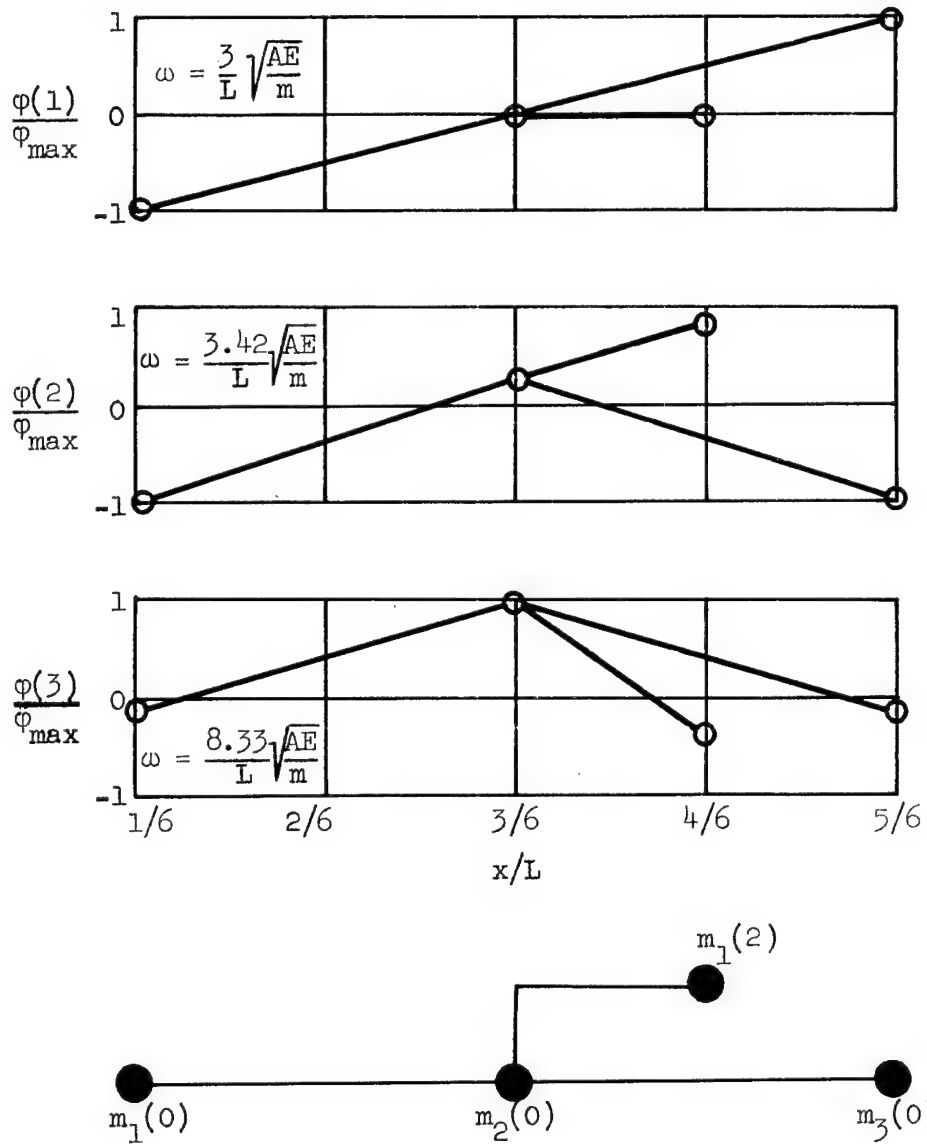 1
ω = 3/L √AE/m
φ(1)/φmax
0
-1
1
ω = 3.42/L √AE/m
φ(2)/φmax
0
-1
1
φ(3)/φmax
0
ω = 8.33/L √AE/m
-1
1/6 2/6 3/6 4/6 5/6
x/L
m1(2)
m1(0) m2(0) m3(0